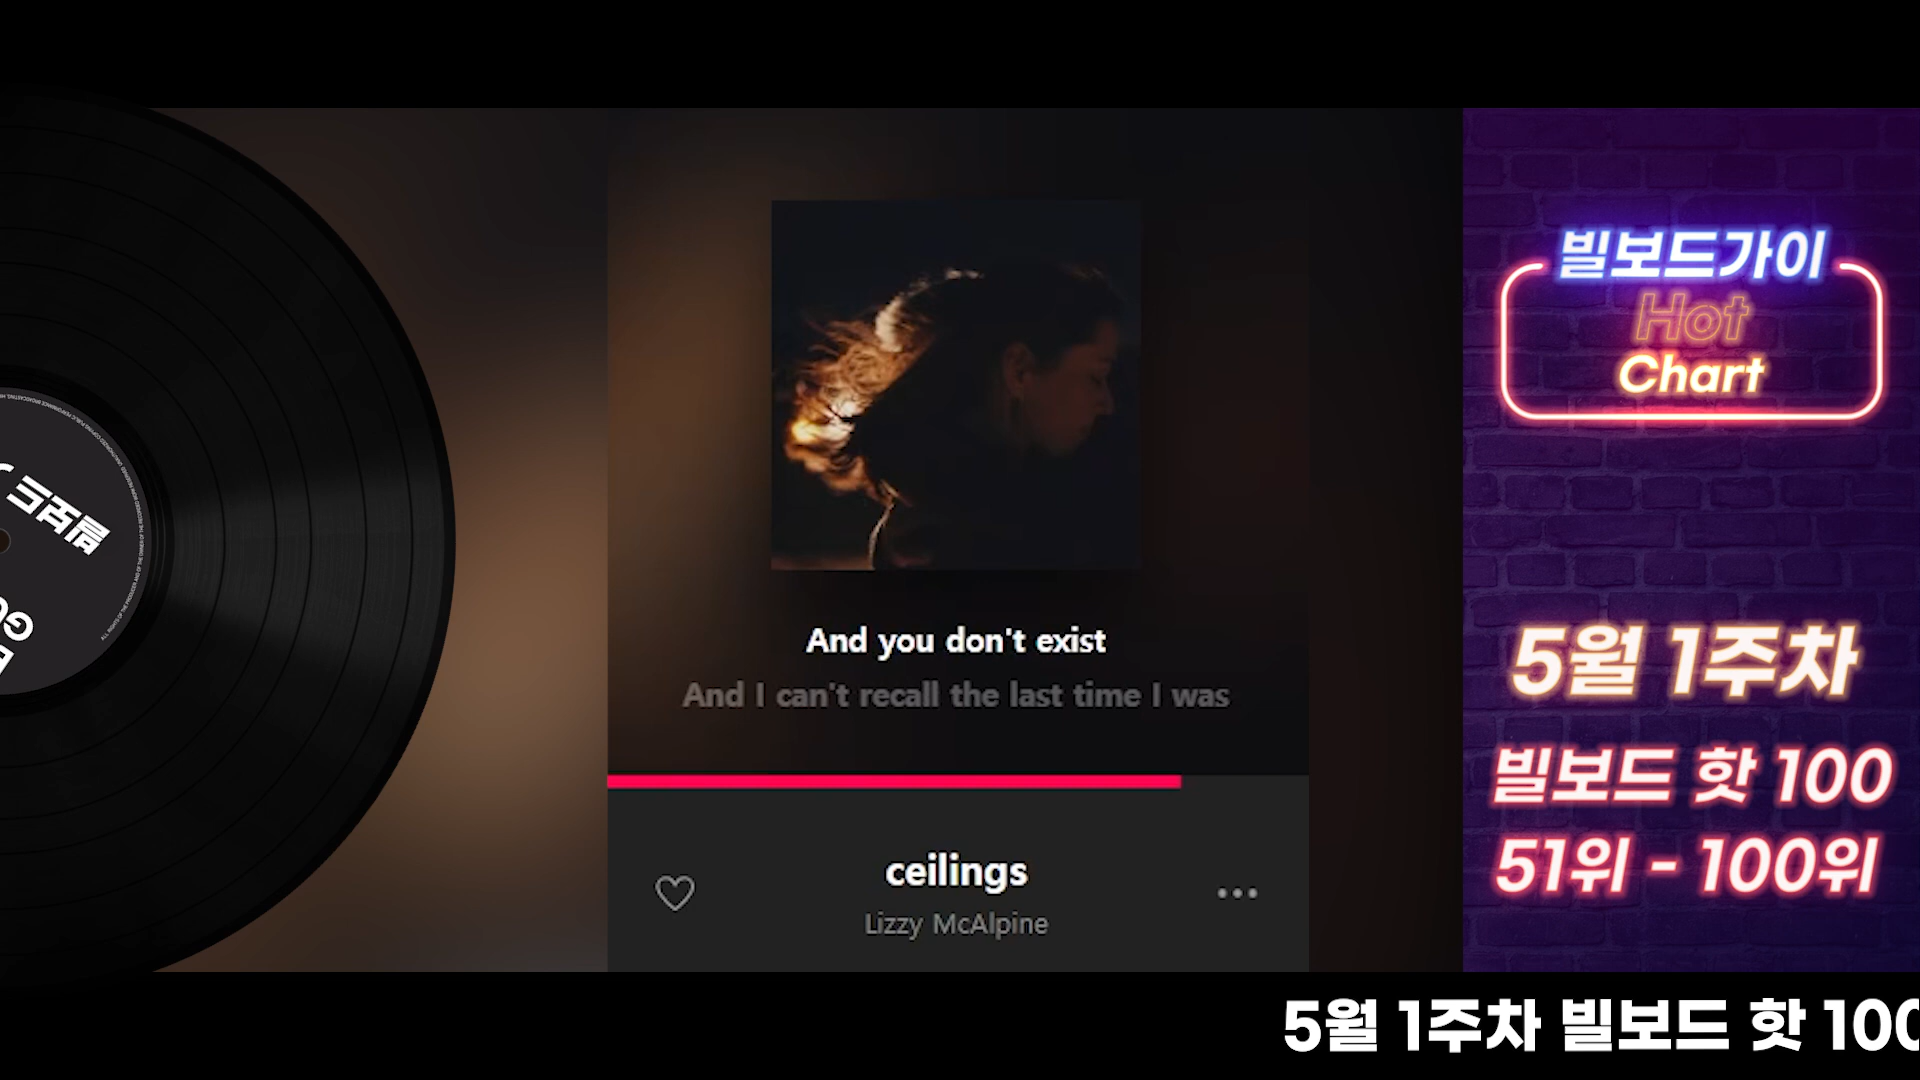 And you don't exist
And I can't recall the last time I was
ceilings
Lizzy McAlpine
빌보드가이
Hot
Chart
5월 1주차
빌보드 핫 100
51위 - 100위
5월 1주차 빌보드 핫 100